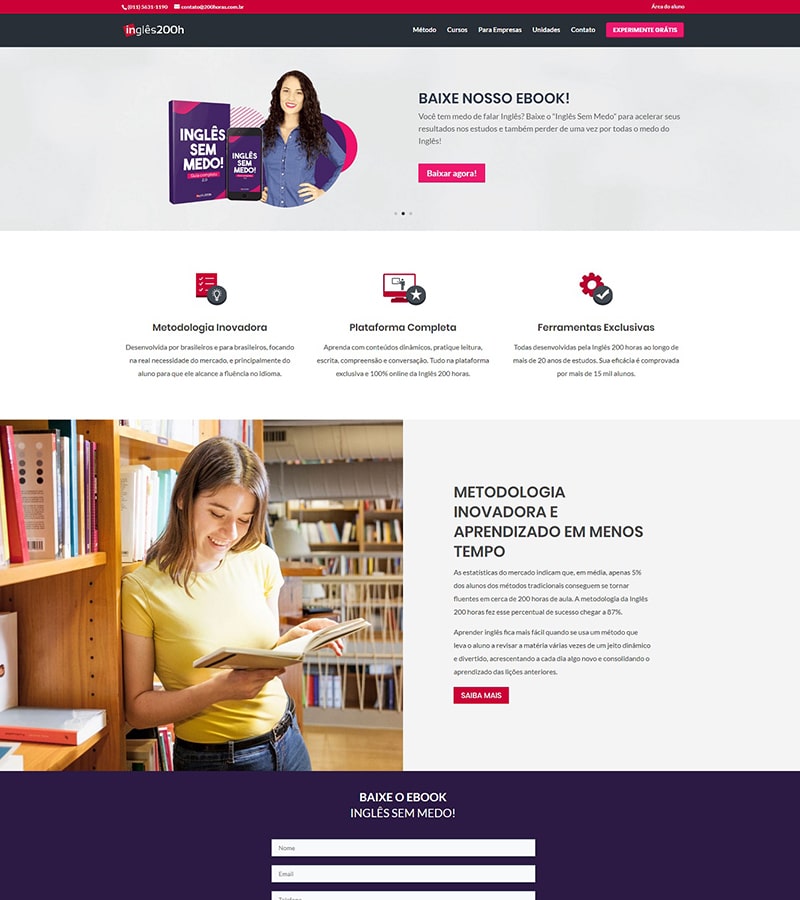 (011) 5631-1190 contato@200horas.com.br Área do aluno
inglês200h Método Cursos Para Empresas Unidades Contato EXPERIMENTE GRÁTIS
INGLÊS
SEM
MEDO!
Guia completo
2.0
INGLÊS
SEM
MEDO!
BAIXE NOSSO EBOOK!
Você tem medo de falar Inglês? Baixe o "Inglês Sem Medo" para acelerar seus
resultados nos estudos e também perder de uma vez por todas o medo do
Inglês!
Baixar agora!
Metodologia Inovadora
Desenvolvida por brasileiros e para brasileiros, focando
na real necessidade do mercado, e principalmente do
aluno para que ele alcance a fluência no idioma.
Plataforma Completa
Aprenda com conteúdos dinâmicos, pratique leitura,
escrita, compreensão e conversação. Tudo na plataforma
exclusiva e 100% online da Inglês 200 horas.
Ferramentas Exclusivas
Todas desenvolvidas pela Inglês 200 horas ao longo de
mais de 20 anos de estudos. Sua eficácia é comprovada
por mais de 15 mil alunos.
METODOLOGIA
INOVADORA E
APRENDIZADO EM MENOS
TEMPO
As estatísticas do mercado indicam que, em média, apenas 5%
dos alunos dos métodos tradicionais conseguem se tornar
fluentes em cerca de 200 horas de aula. A metodologia da Inglês
200 horas fez esse percentual de sucesso chegar a 87%.
Aprender inglês fica mais fácil quando se usa um método que
leva o aluno a revisar a matéria várias vezes de um jeito dinâmico
e divertido, acrescentando a cada dia algo novo e consolidando o
aprendizado das lições anteriores.
SAIBA MAIS
BAIXE O EBOOK
INGLÊS SEM MEDO!
Nome
Email
Telefone